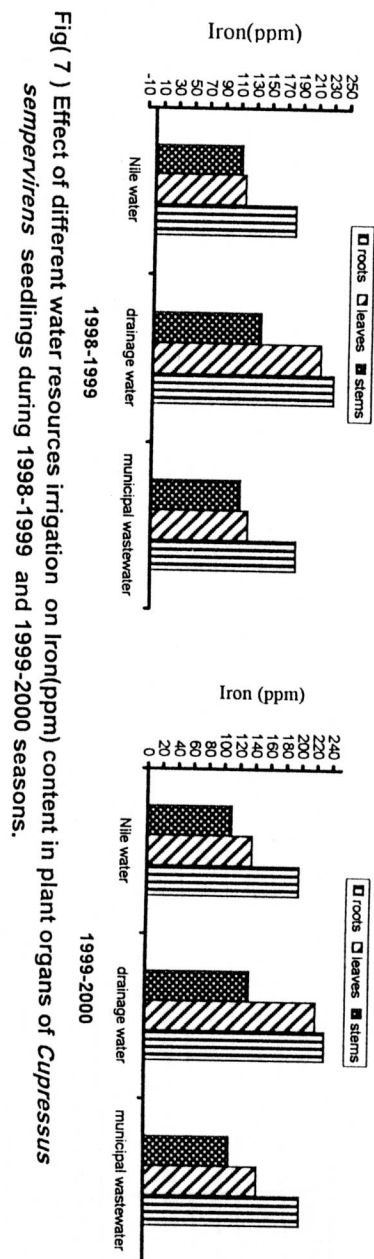 Iron(ppm)
250
230
210
190
170
150
130
110
90
70
50
30
10
-10
roots leaves stems
Nile water
drainage water
municipal wastewater
1998-1999
Iron (ppm)
240
220
200
180
160
140
120
100
80
60
40
20
0
roots leaves stems
Nile water
drainage water
municipal wastewater
1999-2000
Fig( 7 ) Effect of different water resources irrigation on Iron(ppm) content in plant organs of Cupressus
sempervirens seedlings during 1998-1999 and 1999-2000 seasons.